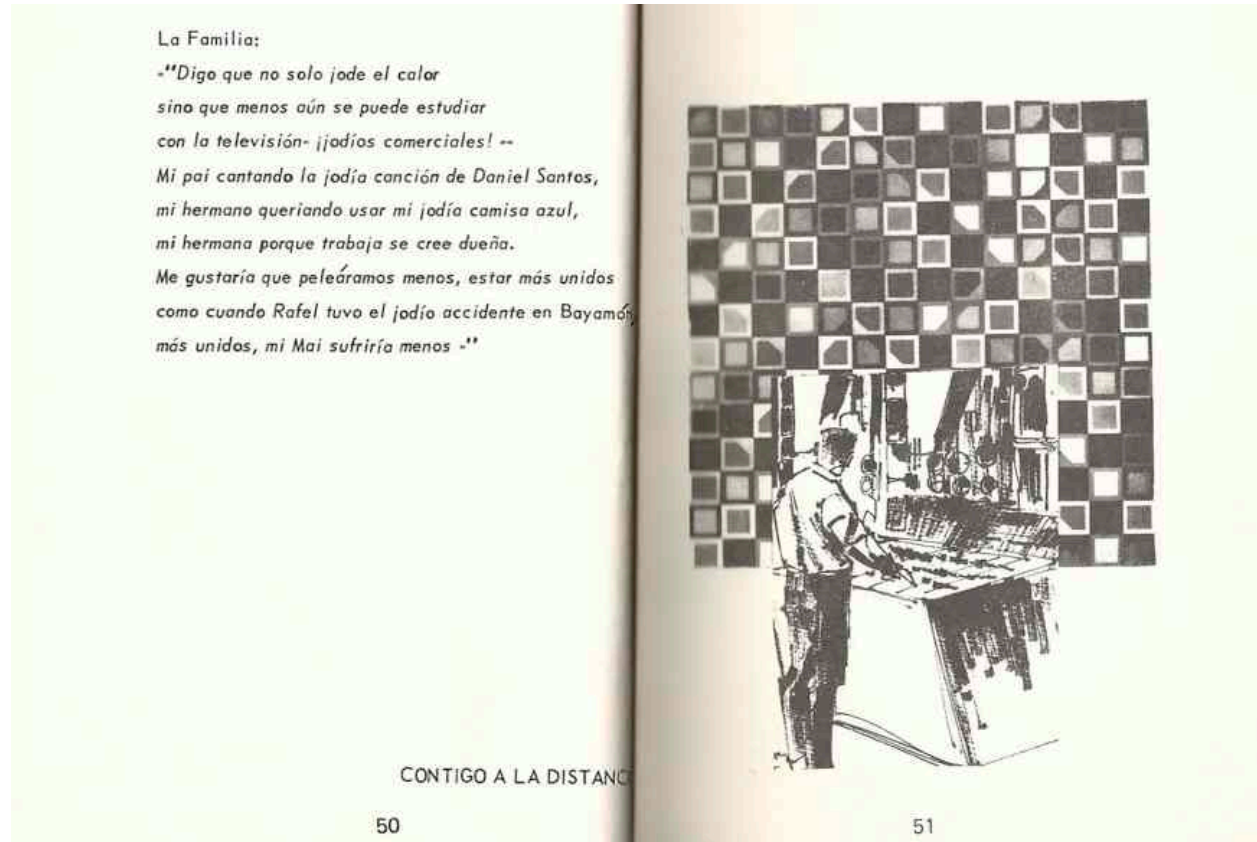 La Familia:
-"Digo que no solo jode el calor
sino que menos aún se puede estudiar
con la televisión- ¡jodíos comerciales! --
Mi pai cantando la jodía canción de Daniel Santos,
mi hermano queriando usar mi jodía camisa azul,
mi hermana porque trabaja se cree dueña.
Me gustaría que peleáramos menos, estar más unidos
como cuando Rafel tuvo el jodío accidente en Bayamón,
más unidos, mi Mai sufriría menos -"
CONTIGO A LA DISTANC
50
51